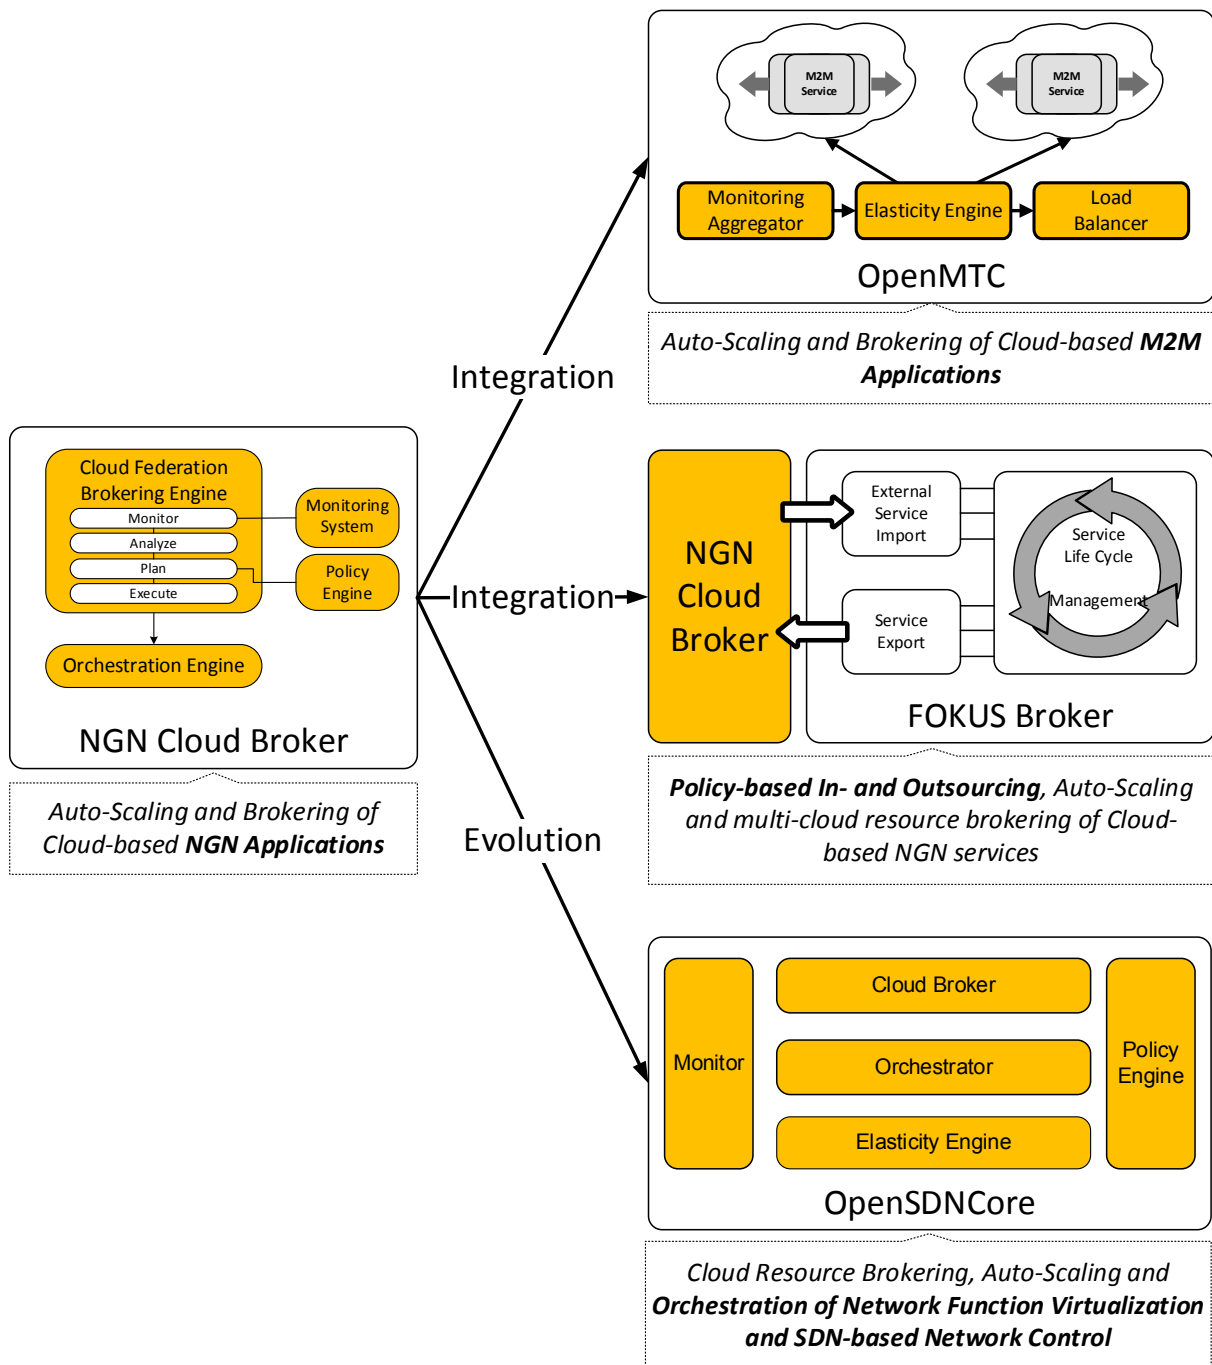 M2M
Service
M2M
Service
Monitoring
Aggregator
Elasticity Engine
Load
Balancer
OpenMTC
Auto-Scaling and Brokering of Cloud-based M2M
Applications
Integration
Cloud Federation
Brokering Engine
Monitor
Analyze
Plan
Execute
Monitoring
System
Policy
Engine
Orchestration Engine
NGN Cloud Broker
Auto-Scaling and Brokering of
Cloud-based NGN Applications
Integration
NGN
Cloud
Broker
External
Service
Import
Service
Export
Service
Life Cycle
Management
FOKUS Broker
Policy-based In- and Outsourcing, Auto-Scaling
and multi-cloud resource brokering of Cloud-
based NGN services
Evolution
Monitor
Cloud Broker
Orchestrator
Elasticity Engine
Policy
Engine
OpenSDNCore
Cloud Resource Brokering, Auto-Scaling and
Orchestration of Network Function Virtualization
and SDN-based Network Control